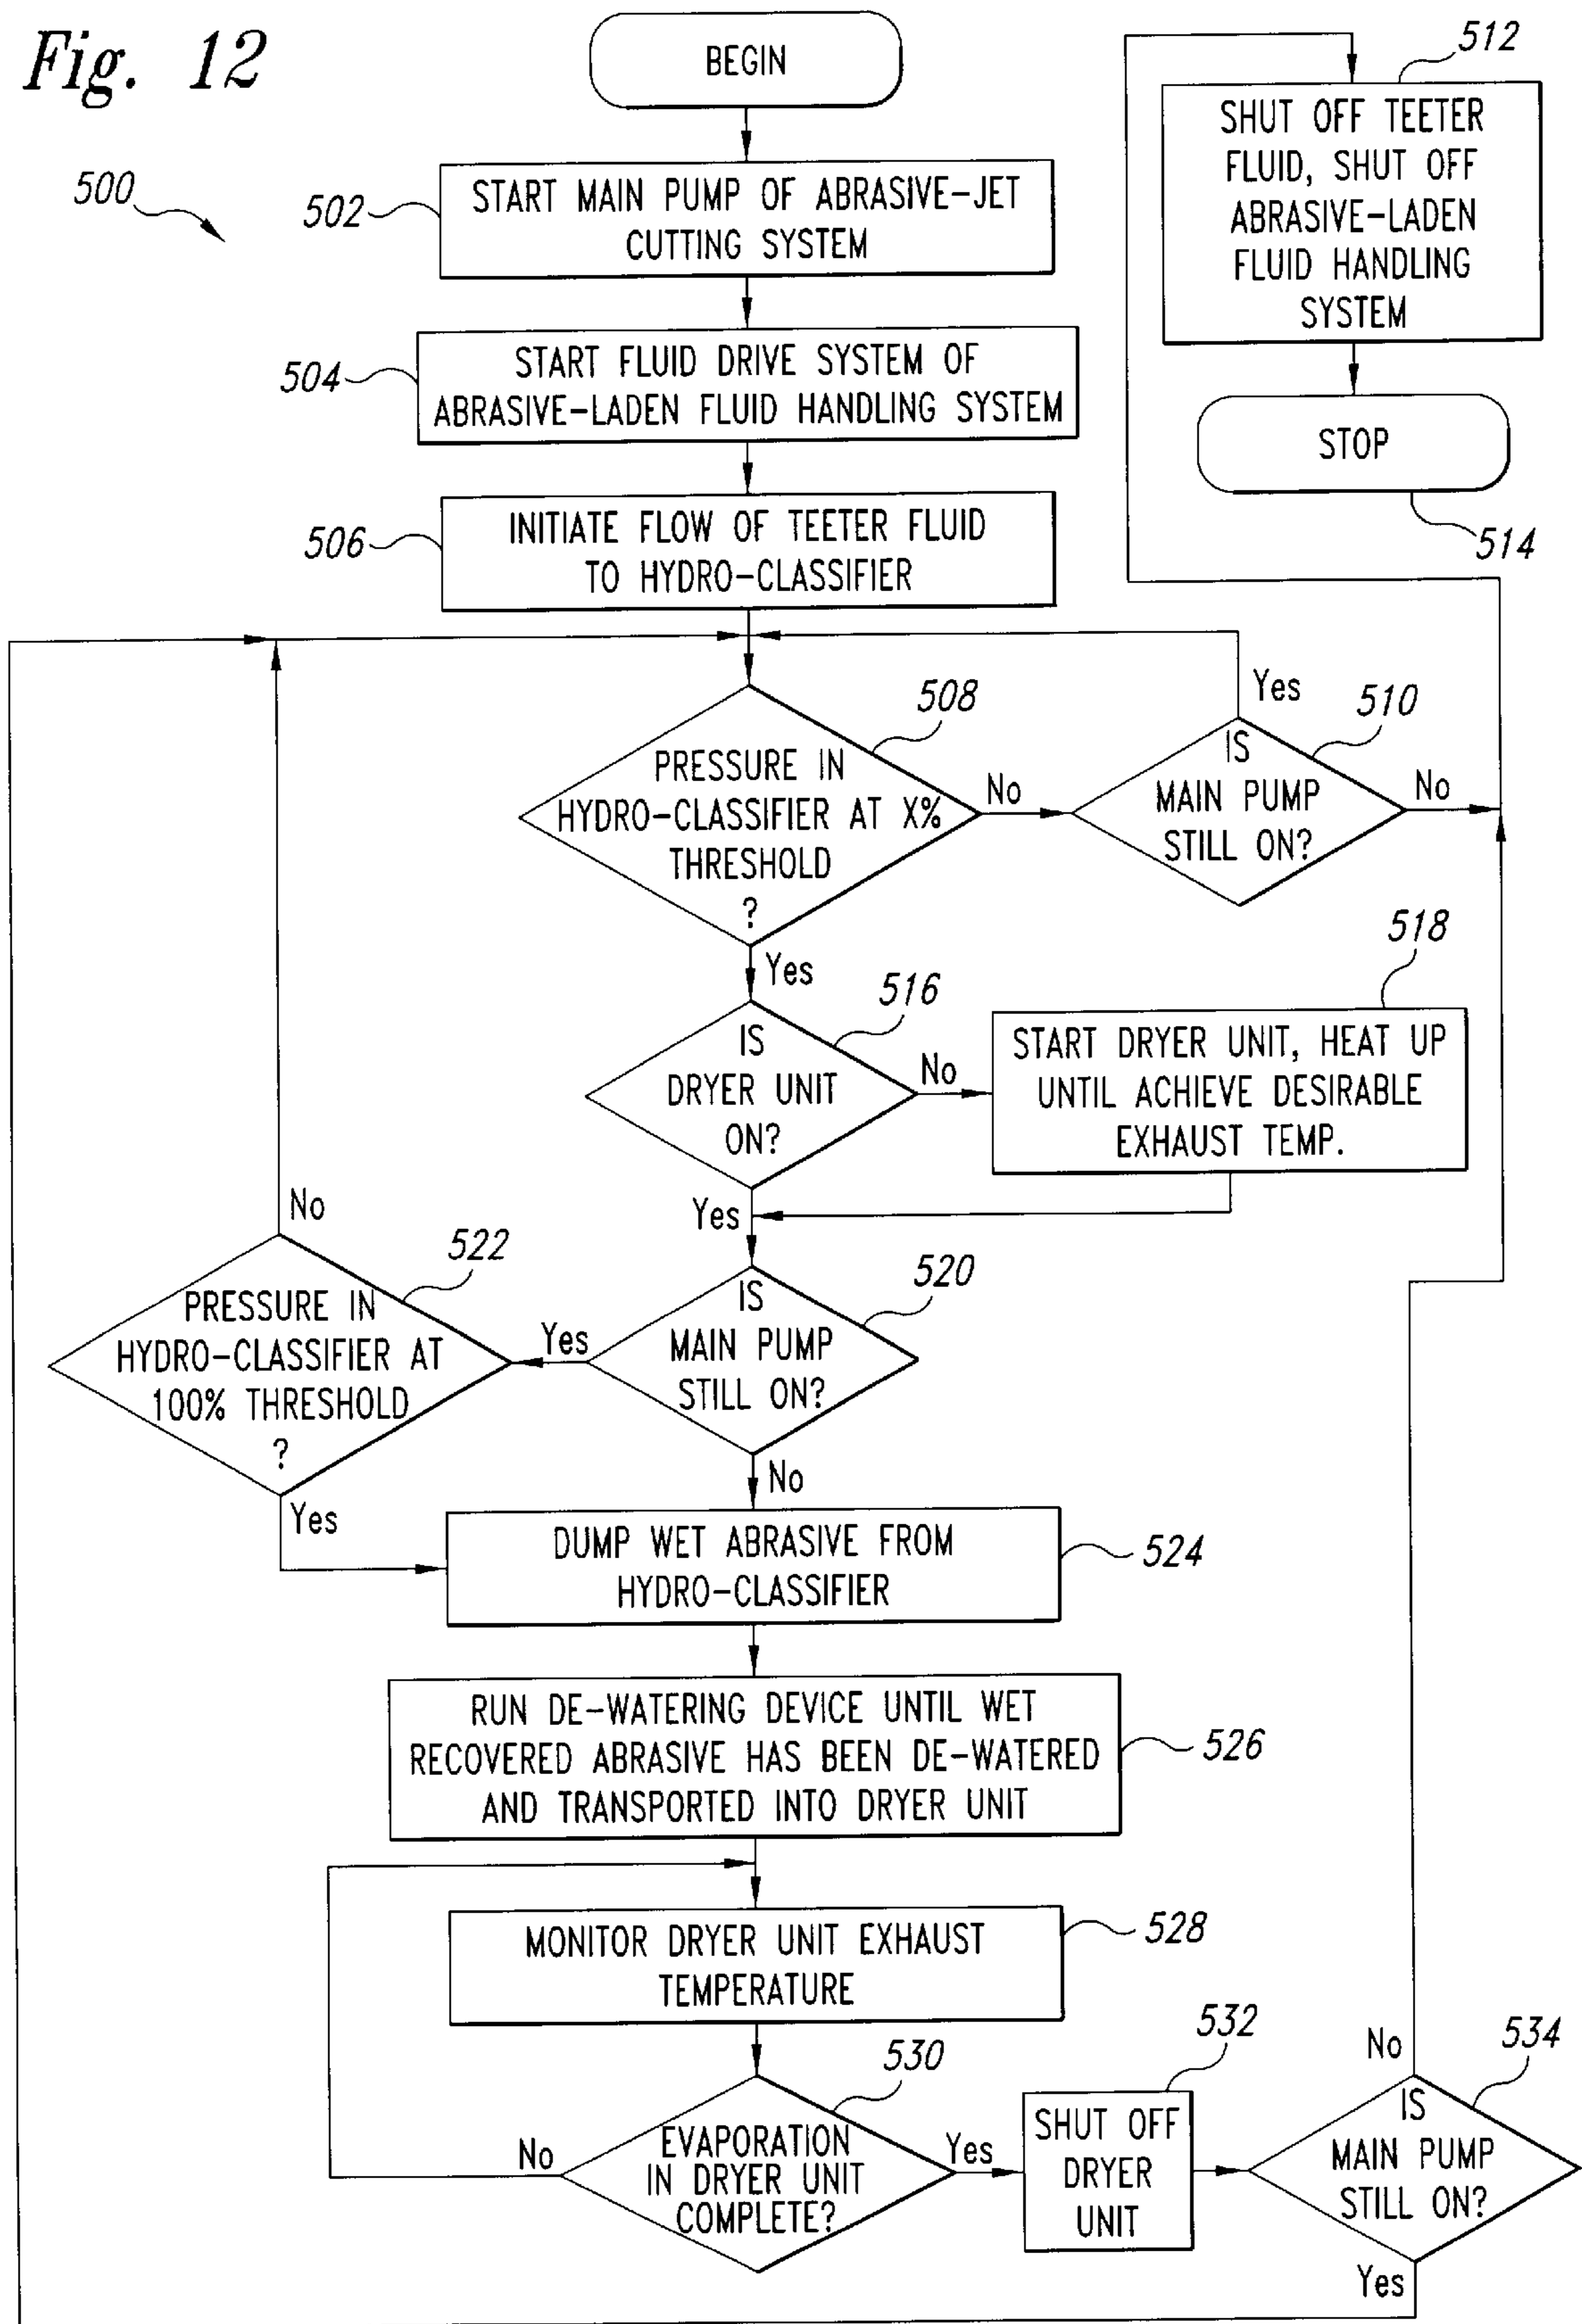 Fig. 12
500
BEGIN
502
START MAIN PUMP OF ABRASIVE-JET
CUTTING SYSTEM
504
START FLUID DRIVE SYSTEM OF
ABRASIVE-LADEN FLUID HANDLING SYSTEM
506
INITIATE FLOW OF TEETER FLUID
TO HYDRO-CLASSIFIER
512
SHUT OFF TEETER
FLUID, SHUT OFF
ABRASIVE-LADEN
FLUID HANDLING
SYSTEM
STOP
514
508
PRESSURE IN
HYDRO-CLASSIFIER AT X%
THRESHOLD
?
No
Yes
510
Yes
IS
MAIN PUMP
STILL ON?
No
516
IS
DRYER UNIT
ON?
No
Yes
518
START DRYER UNIT, HEAT UP
UNTIL ACHIEVE DESIRABLE
EXHAUST TEMP.
520
IS
MAIN PUMP
STILL ON?
Yes
No
522
No
PRESSURE IN
HYDRO-CLASSIFIER AT
100% THRESHOLD
?
Yes
DUMP WET ABRASIVE FROM
HYDRO-CLASSIFIER
524
RUN DE-WATERING DEVICE UNTIL WET
RECOVERED ABRASIVE HAS BEEN DE-WATERED
AND TRANSPORTED INTO DRYER UNIT
526
MONITOR DRYER UNIT EXHAUST
TEMPERATURE
528
530
EVAPORATION
IN DRYER UNIT
COMPLETE?
No
Yes
532
SHUT OFF
DRYER
UNIT
534
No
IS
MAIN PUMP
STILL ON?
Yes